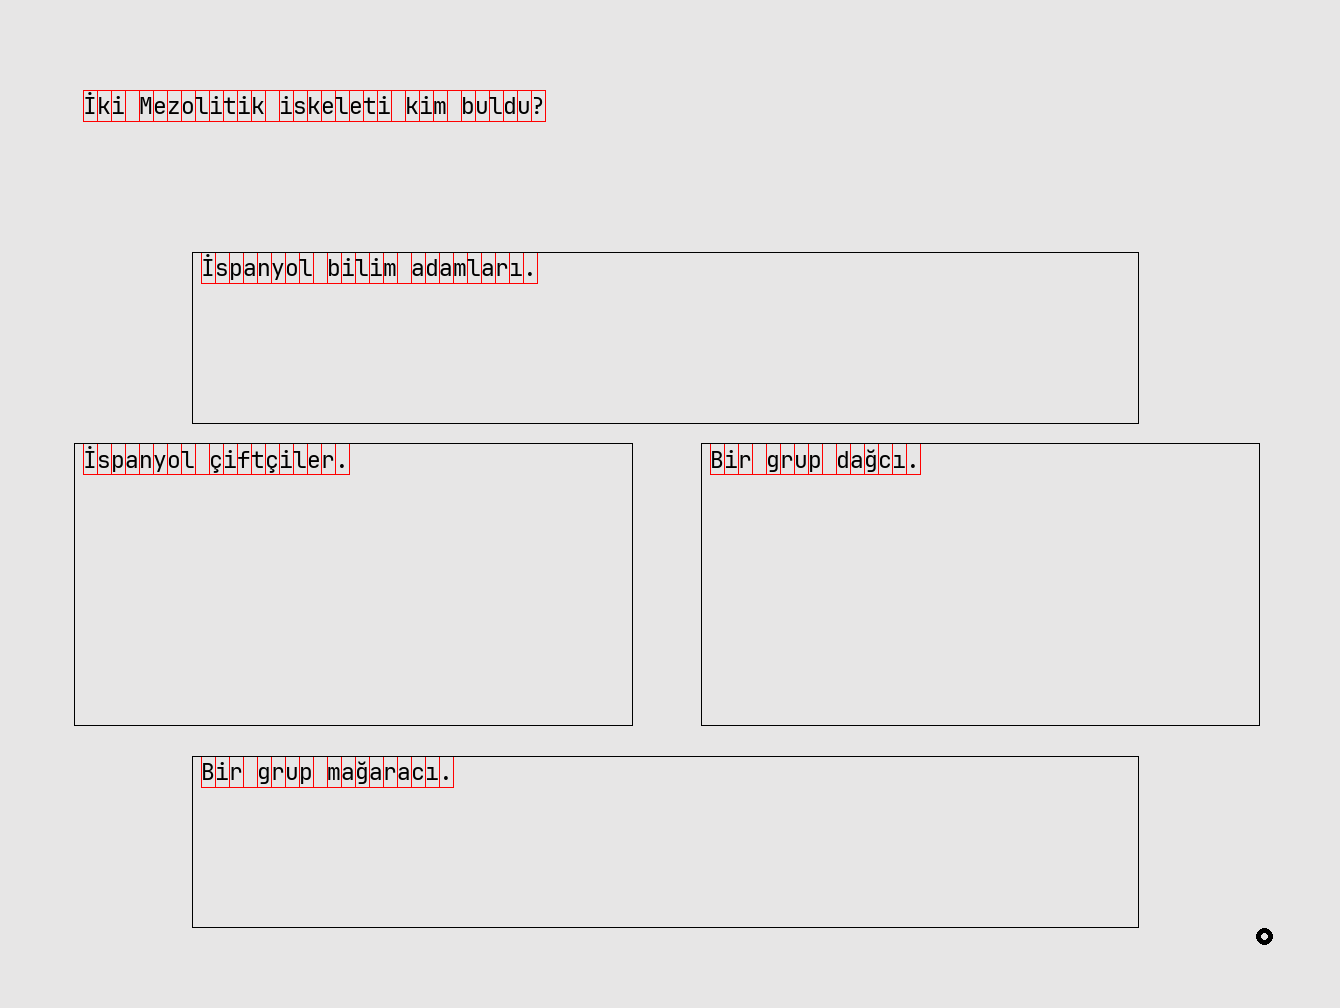 İki Mezolitik iskeleti kim buldu?
İspanyol bilim adamları.
İspanyol çiftçiler.
Bir grup dağcı.
Bir grup mağaracı.